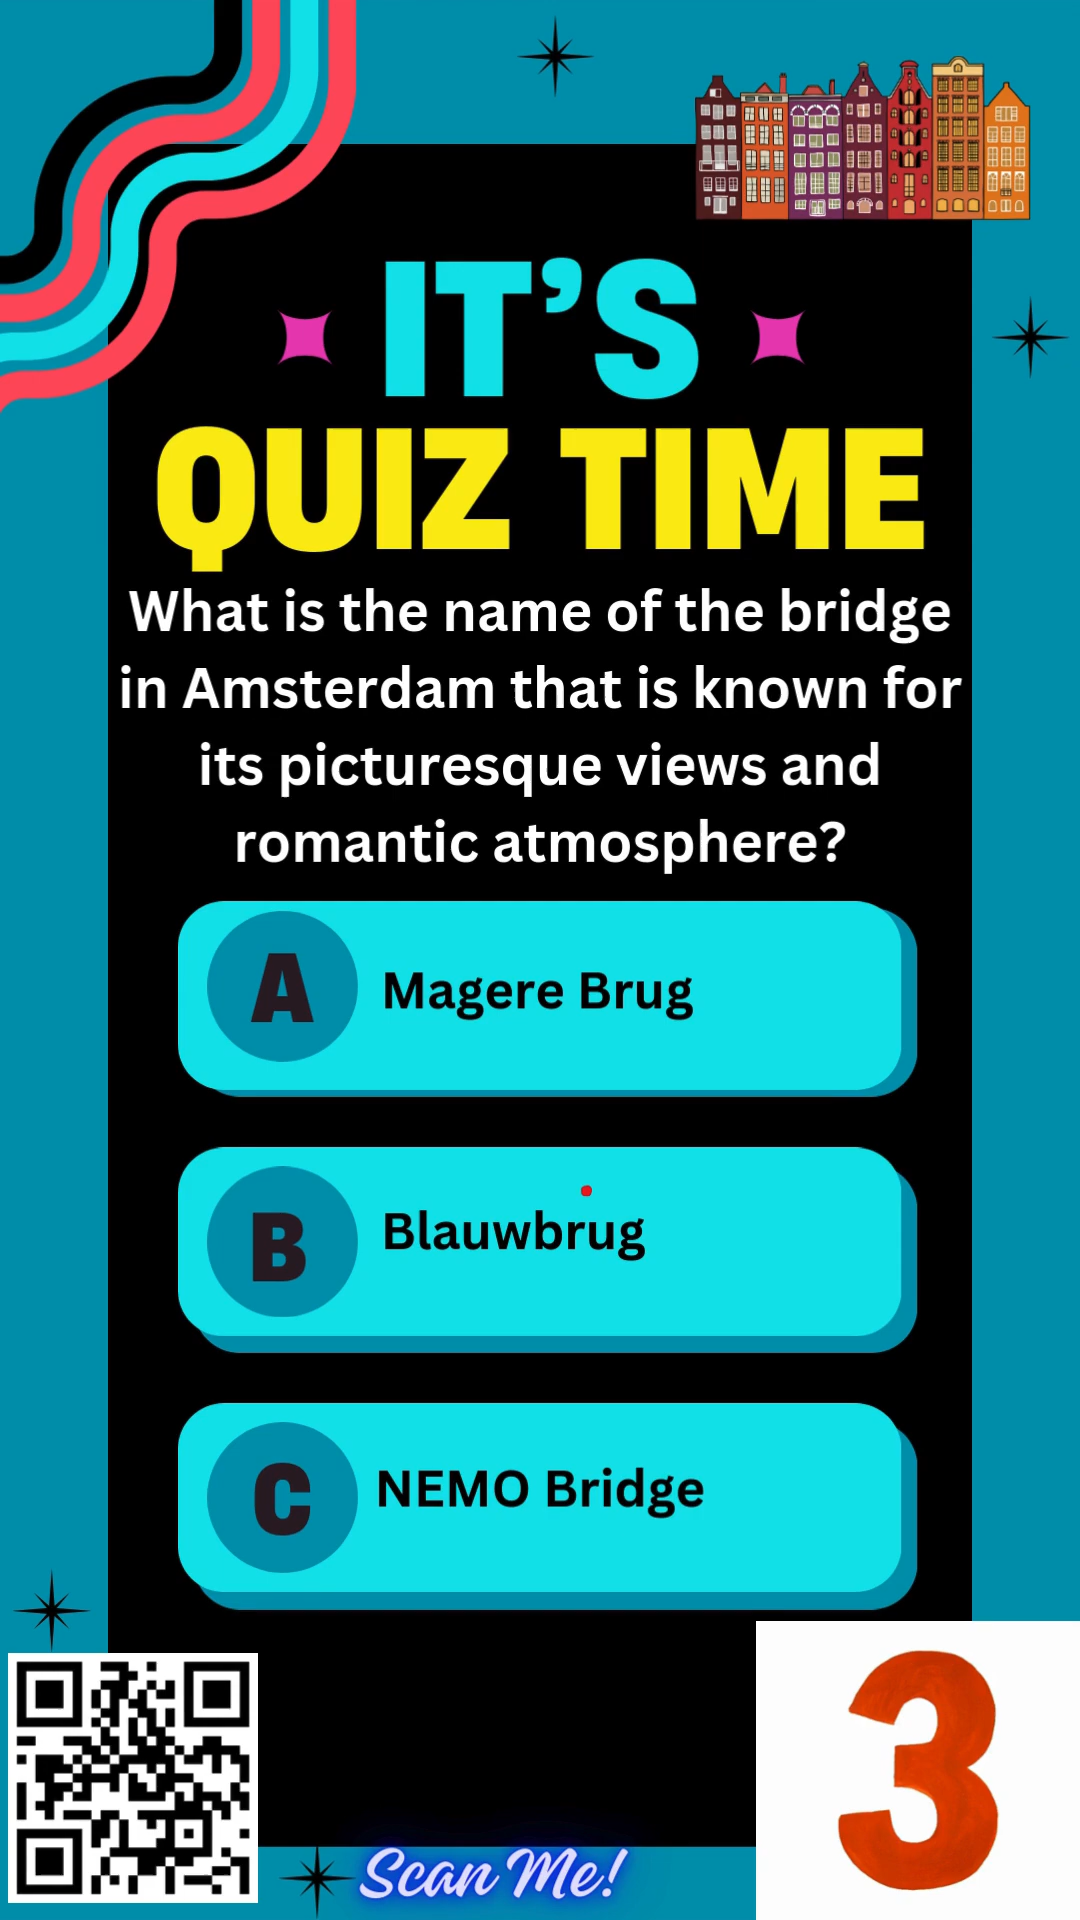 IT’S
QUIZ TIME
What is the name of the bridge
in Amsterdam that is known for
its picturesque views and
romantic atmosphere?
A
Magere Brug
B
Blauwbrug
C
NEMO Bridge
3
Scan Me!